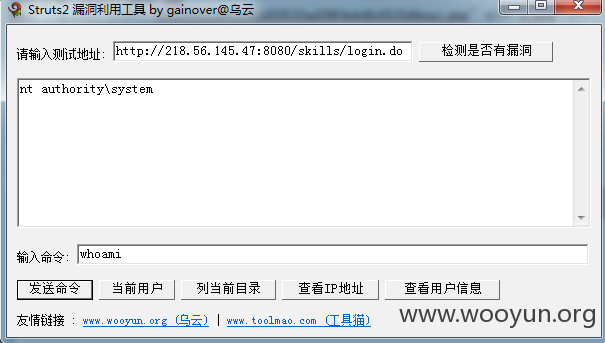 Struts2 漏洞利用工具 by gainover@乌云
请输入测试地址: http://218.56.145.47:8080/skills/login.do 检测是否有漏洞
nt authority\system
输入命令: whoami
发送命令 当前用户 列当前目录 查看IP地址 查看用户信息
友情链接 : www.wooyun.org (乌云) | www.toolmao.com (工具猫)
www.wooyun.org